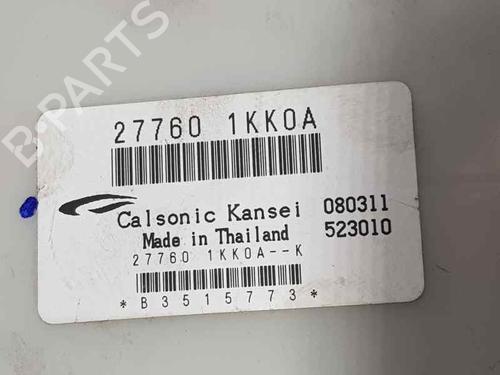 B-PARTS
27760 1KK0A
Calsonic Kansei 080311
Made in Thailand 523010
27760 1KK0A--K
*B3515773*